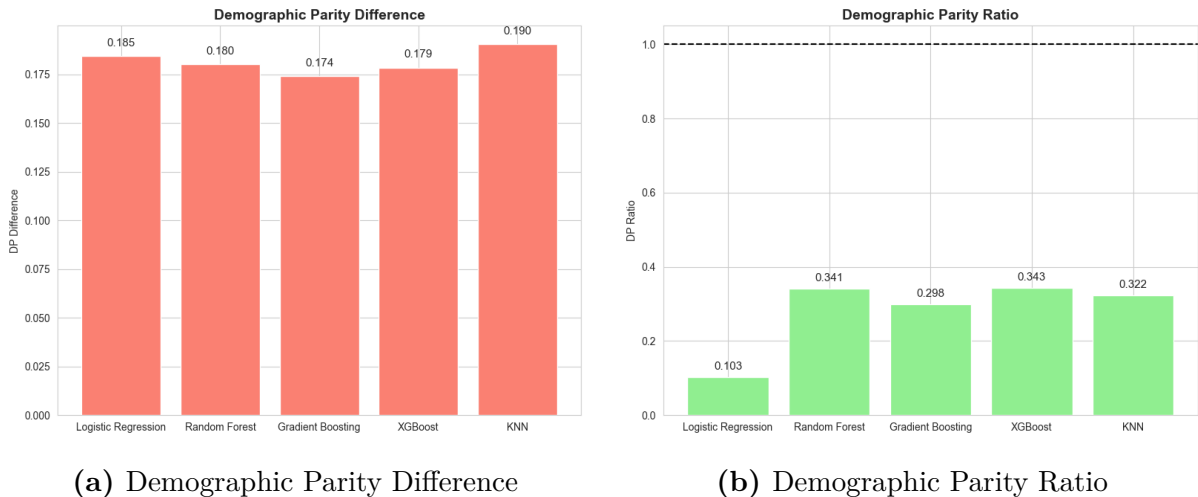 Demographic Parity Difference
0.185
0.180
0.174
0.179
0.190
0.175
0.150
0.125
0.100
0.075
0.050
0.025
0.000
DP Difference
Logistic Regression
Random Forest
Gradient Boosting
XGBoost
KNN
(a) Demographic Parity Difference
Demographic Parity Ratio
1.0
0.8
0.6
0.4
0.2
0.0
DP Ratio
0.103
0.341
0.298
0.343
0.322
Logistic Regression
Random Forest
Gradient Boosting
XGBoost
KNN
(b) Demographic Parity Ratio